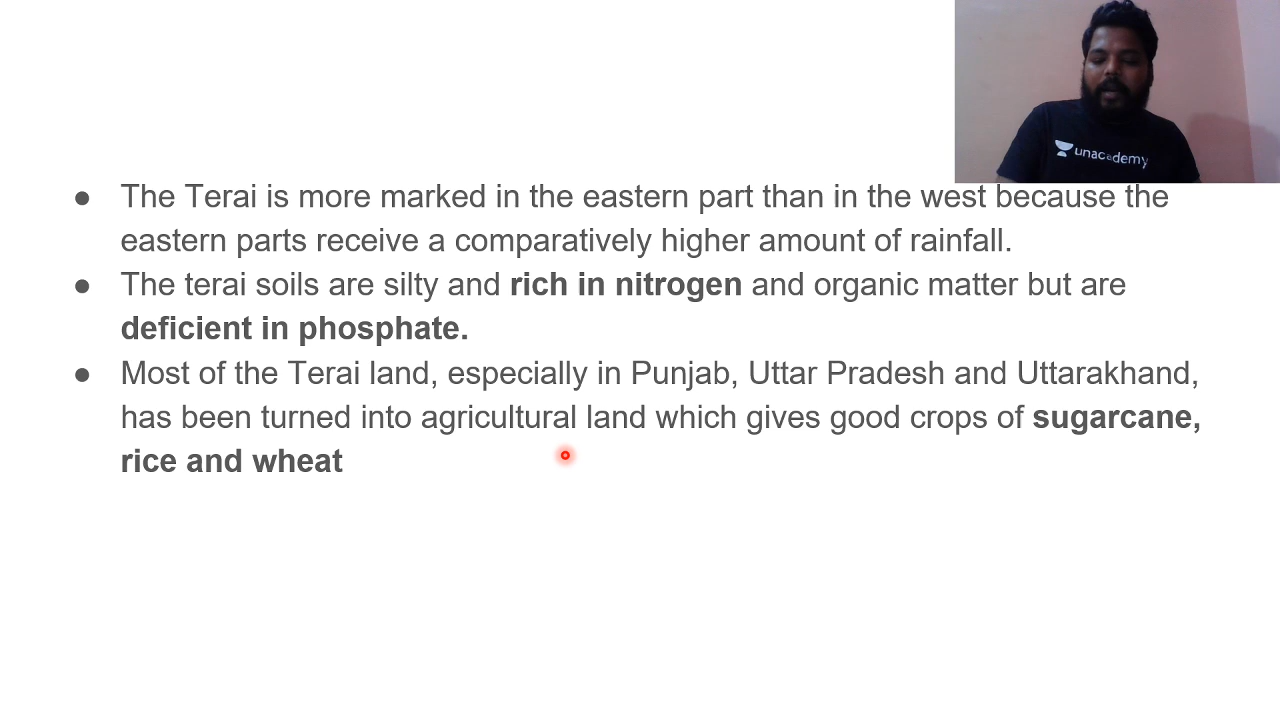 unacademy
● The Terai is more marked in the eastern part than in the west because the
eastern parts receive a comparatively higher amount of rainfall.
● The terai soils are silty and rich in nitrogen and organic matter but are
deficient in phosphate.
● Most of the Terai land, especially in Punjab, Uttar Pradesh and Uttarakhand,
has been turned into agricultural land which gives good crops of sugarcane,
rice and wheat